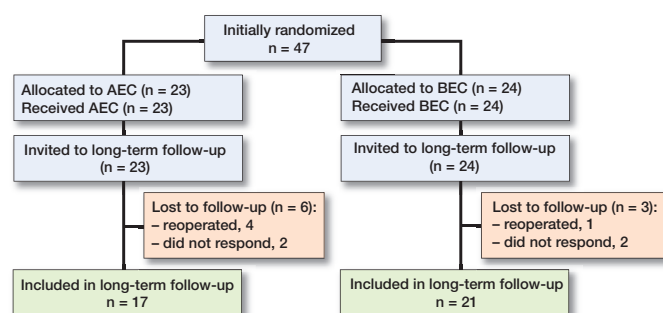 Initially randomized
n = 47
Allocated to AEC (n = 23)
Received AEC (n = 23)
Allocated to BEC (n = 24)
Received BEC (n = 24)
Invited to long-term follow-up
(n = 23)
Invited to long-term follow-up
(n = 24)
Lost to follow-up (n = 6):
– reoperated, 4
– did not respond, 2
Lost to follow-up (n = 3):
– reoperated, 1
– did not respond, 2
Included in long-term follow-up
n = 17
Included in long-term follow-up
n = 21